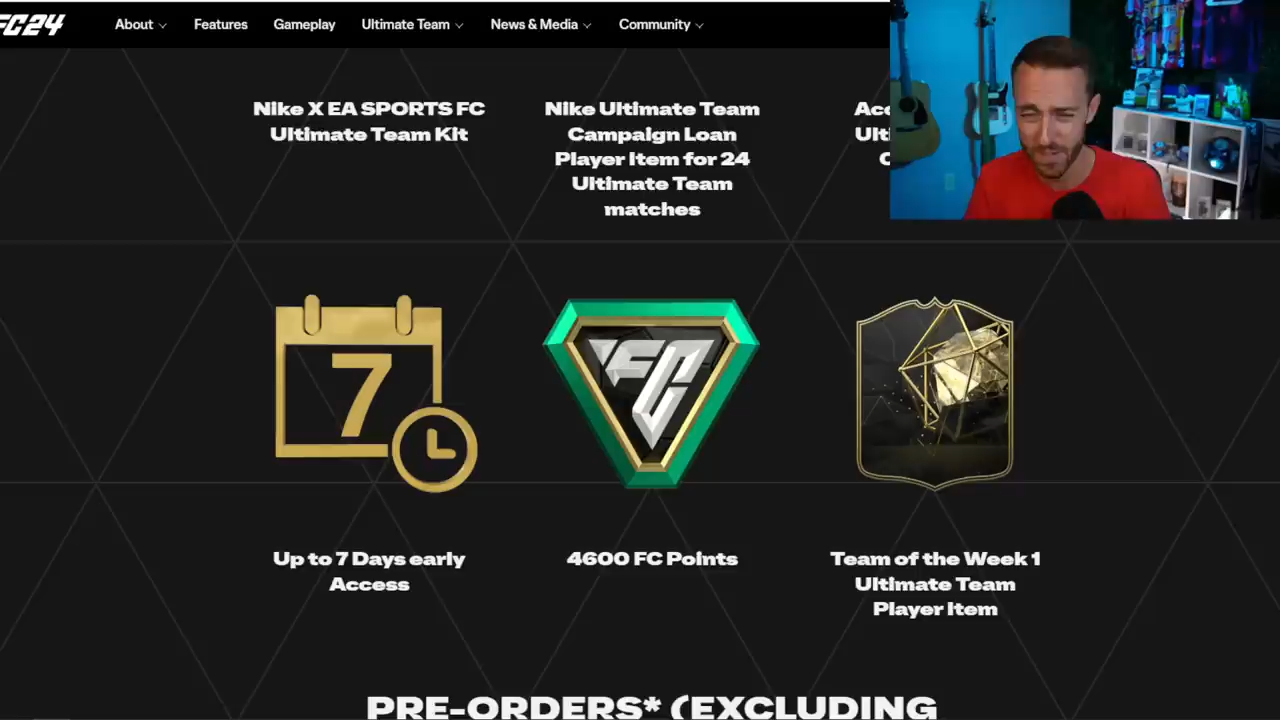 FC24 About Features Gameplay Ultimate Team News & Media Community
Nike X EA SPORTS FC
Ultimate Team Kit
Nike Ultimate Team
Campaign Loan
Player Item for 24
Ultimate Team
matches
7
FC
Up to 7 Days early
Access
4600 FC Points
Team of the Week 1
Ultimate Team
Player Item
PRE-ORDERS* (EXCLUDING